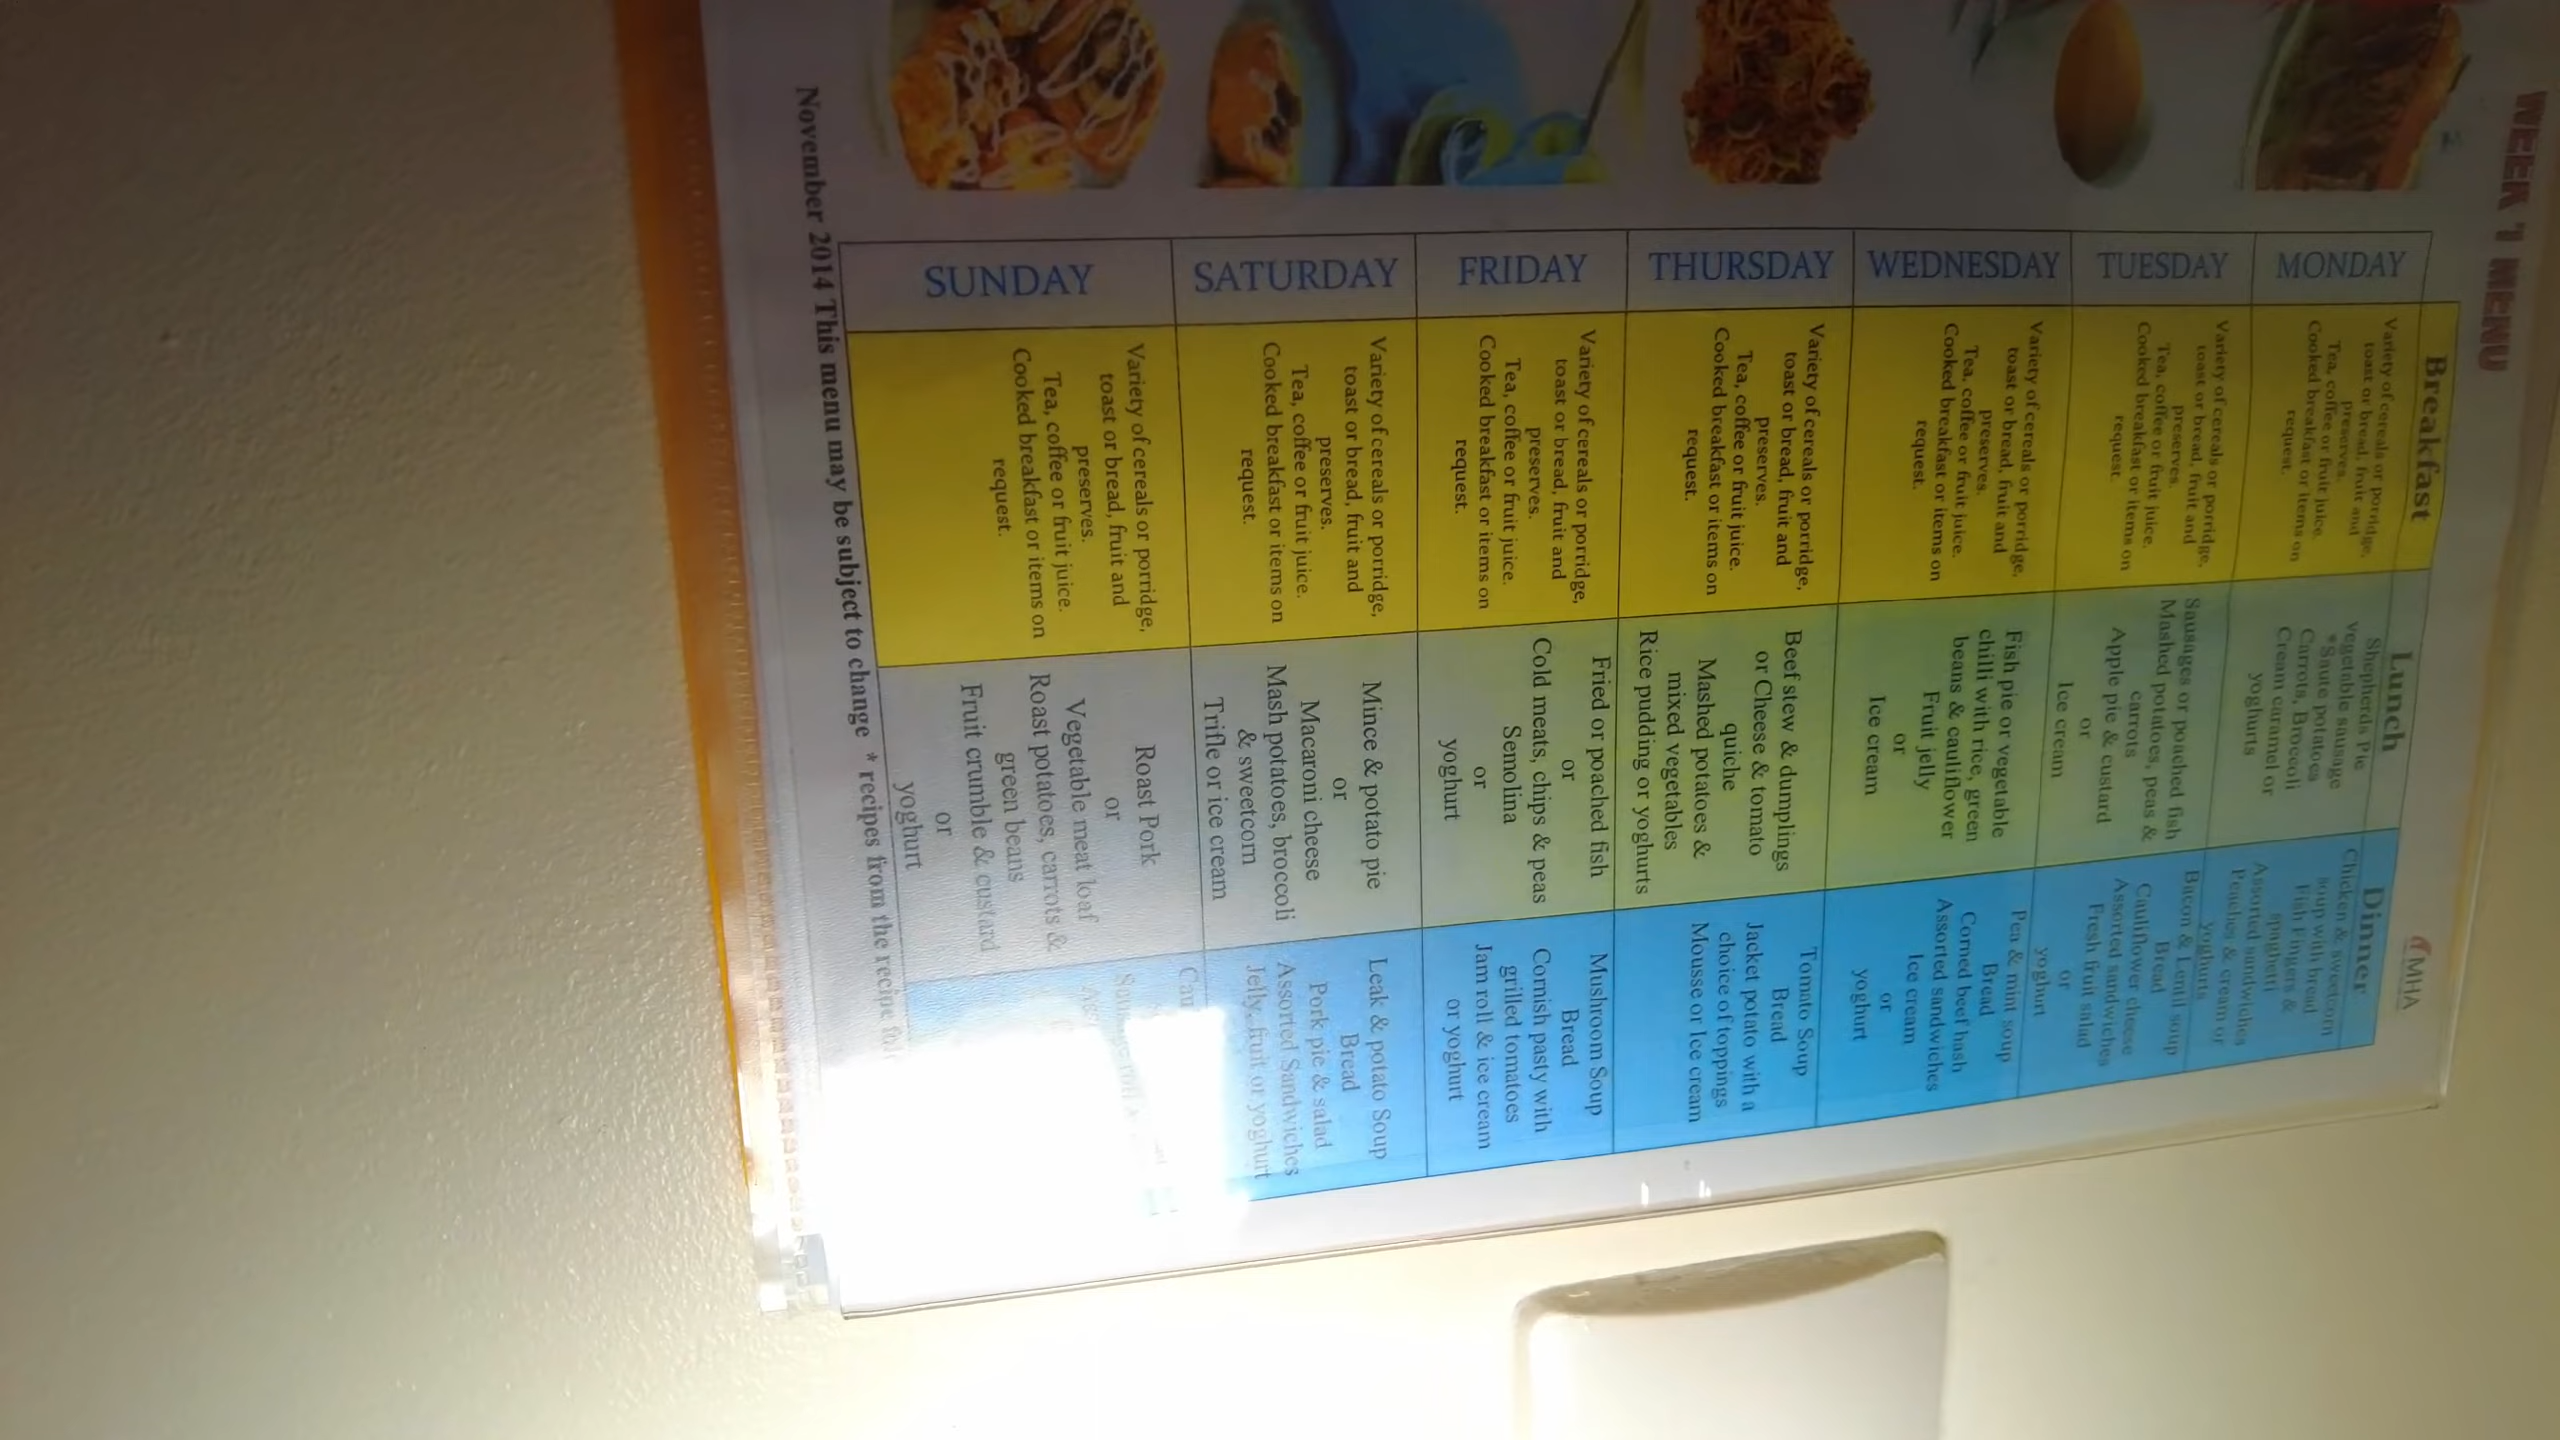 WEEK 1 MENU
MHA
Breakfast
Lunch
Dinner
MONDAY
Variety of cereals or porridge,
toast or bread, fruit and
preserves.
Tea, coffee or fruit juice.
Cooked breakfast or items on
request.
Shepherds Pie
vegetable sausage
*Saute potatoes
Carrots, Broccoli
Cream caramel or
yoghurts
Chicken & sweetcorn
soup with bread
Fish Fingers &
spaghetti
Assorted sandwiches
Peaches & cream or
yoghurts
TUESDAY
Variety of cereals or porridge,
toast or bread, fruit and
preserves.
Tea, coffee or fruit juice.
Cooked breakfast or items on
request.
Sausages or poached fish
Mashed potatoes, peas &
carrots
Apple pie & custard
or
Ice cream
Bacon & Lentil soup
Bread
Cauliflower cheese
Assorted sandwiches
Fresh fruit salad
or
yoghurt
WEDNESDAY
Variety of cereals or porridge,
toast or bread, fruit and
preserves.
Tea, coffee or fruit juice.
Cooked breakfast or items on
request.
Fish pie or vegetable
chilli with rice, green
beans & cauliflower
Fruit jelly
or
Ice cream
Pea & mint soup
Bread
Corned beef hash
Assorted sandwiches
Ice cream
or
yoghurt
THURSDAY
Variety of cereals or porridge,
toast or bread, fruit and
preserves.
Tea, coffee or fruit juice.
Cooked breakfast or items on
request.
Beef stew & dumplings
or Cheese & tomato
quiche
Mashed potatoes &
mixed vegetables
Rice pudding or yoghurts
Tomato Soup
Bread
Jacket potato with a
choice of toppings
Mousse or Ice cream
FRIDAY
Variety of cereals or porridge,
toast or bread, fruit and
preserves.
Tea, coffee or fruit juice.
Cooked breakfast or items on
request.
Fried or poached fish
or
Cold meats, chips & peas
Semolina
or
yoghurt
Mushroom Soup
Bread
Cornish pasty with
grilled tomatoes
Jam roll & ice cream
or yoghurt
SATURDAY
Variety of cereals or porridge,
toast or bread, fruit and
preserves.
Tea, coffee or fruit juice.
Cooked breakfast or items on
request.
Mince & potato pie
or
Macaroni cheese
Mash potatoes, broccoli
& sweetcorn
Trifle or ice cream
Leak & potato Soup
Bread
Pork pie & salad
Assorted Sandwiches
Jelly, fruit or yoghurt
SUNDAY
Variety of cereals or porridge,
toast or bread, fruit and
preserves.
Tea, coffee or fruit juice.
Cooked breakfast or items on
request.
Roast Pork
or
Vegetable meat loaf
Roast potatoes, carrots &
green beans
Fruit crumble & custard
or
yoghurt
November 2014 This menu may be subject to change * recipes from the recipe